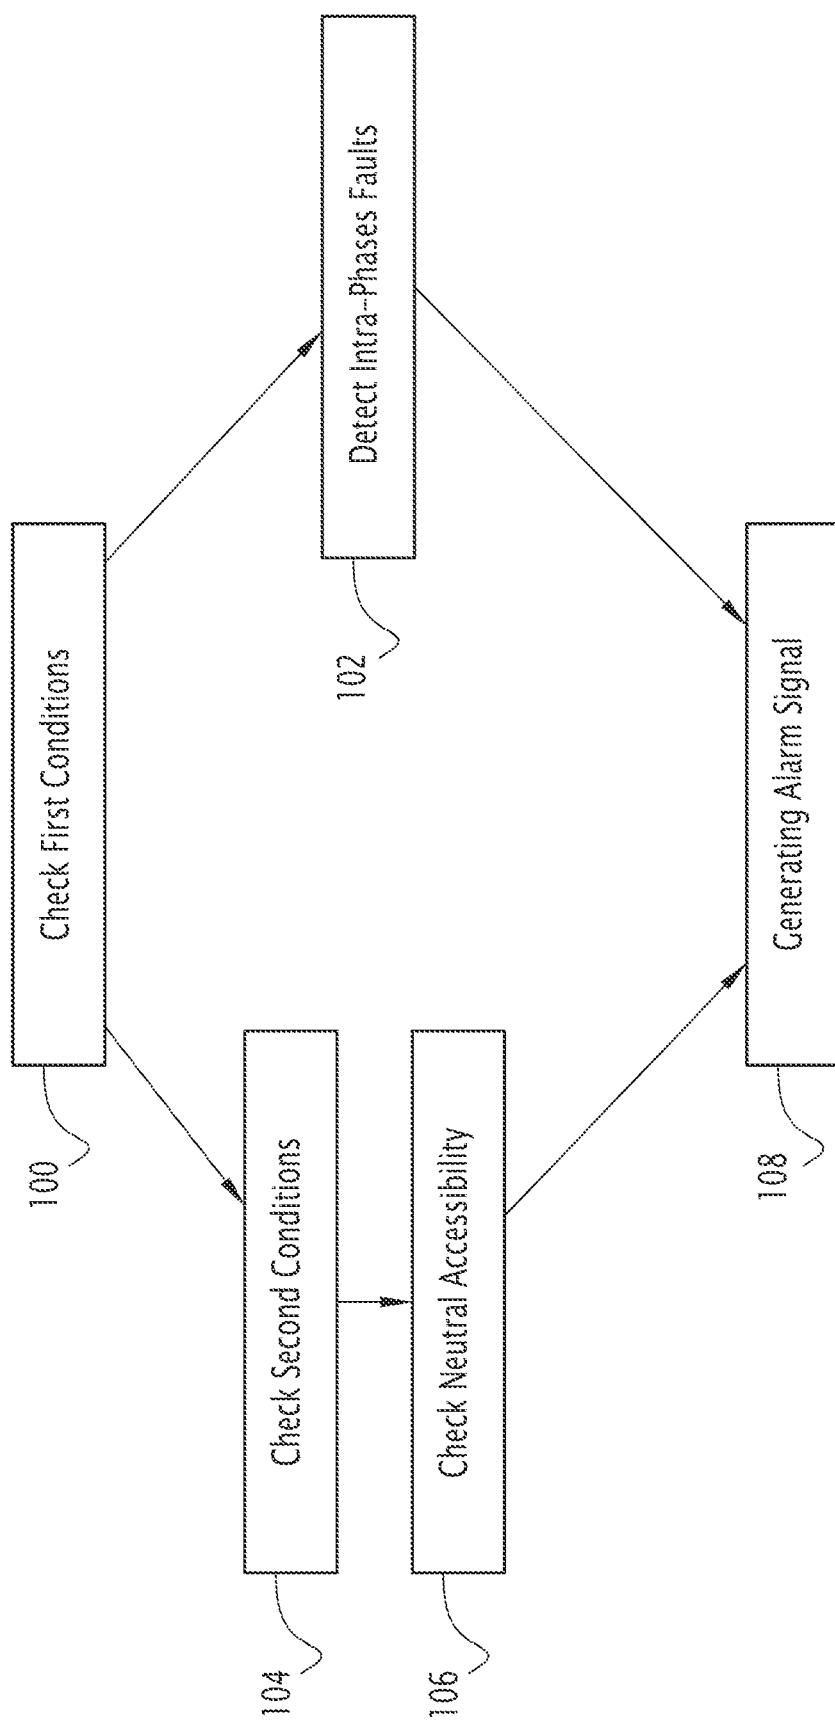 100
Check First Conditions
104
Check Second Conditions
106
Check Neutral Accessibility
102
Detect Intra-Phases Faults
108
Generating Alarm Signal